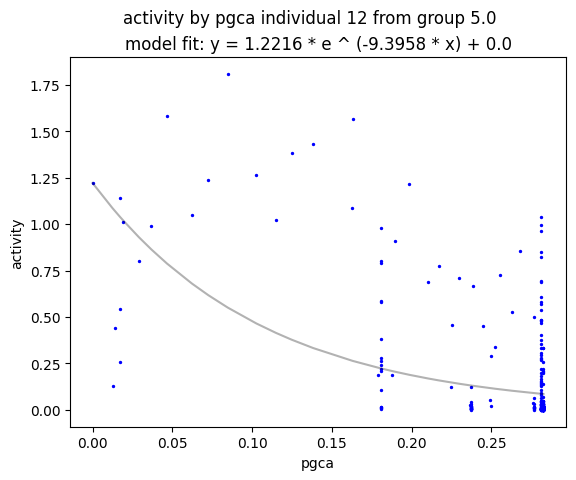 activity by pgca individual 12 from group 5.0
model fit: y = 1.2216 * e ^ (-9.3958 * x) + 0.0
1.75
1.50
1.25
1.00
0.75
0.50
0.25
0.00
activity
0.00 0.05 0.10 0.15 0.20 0.25
pgca